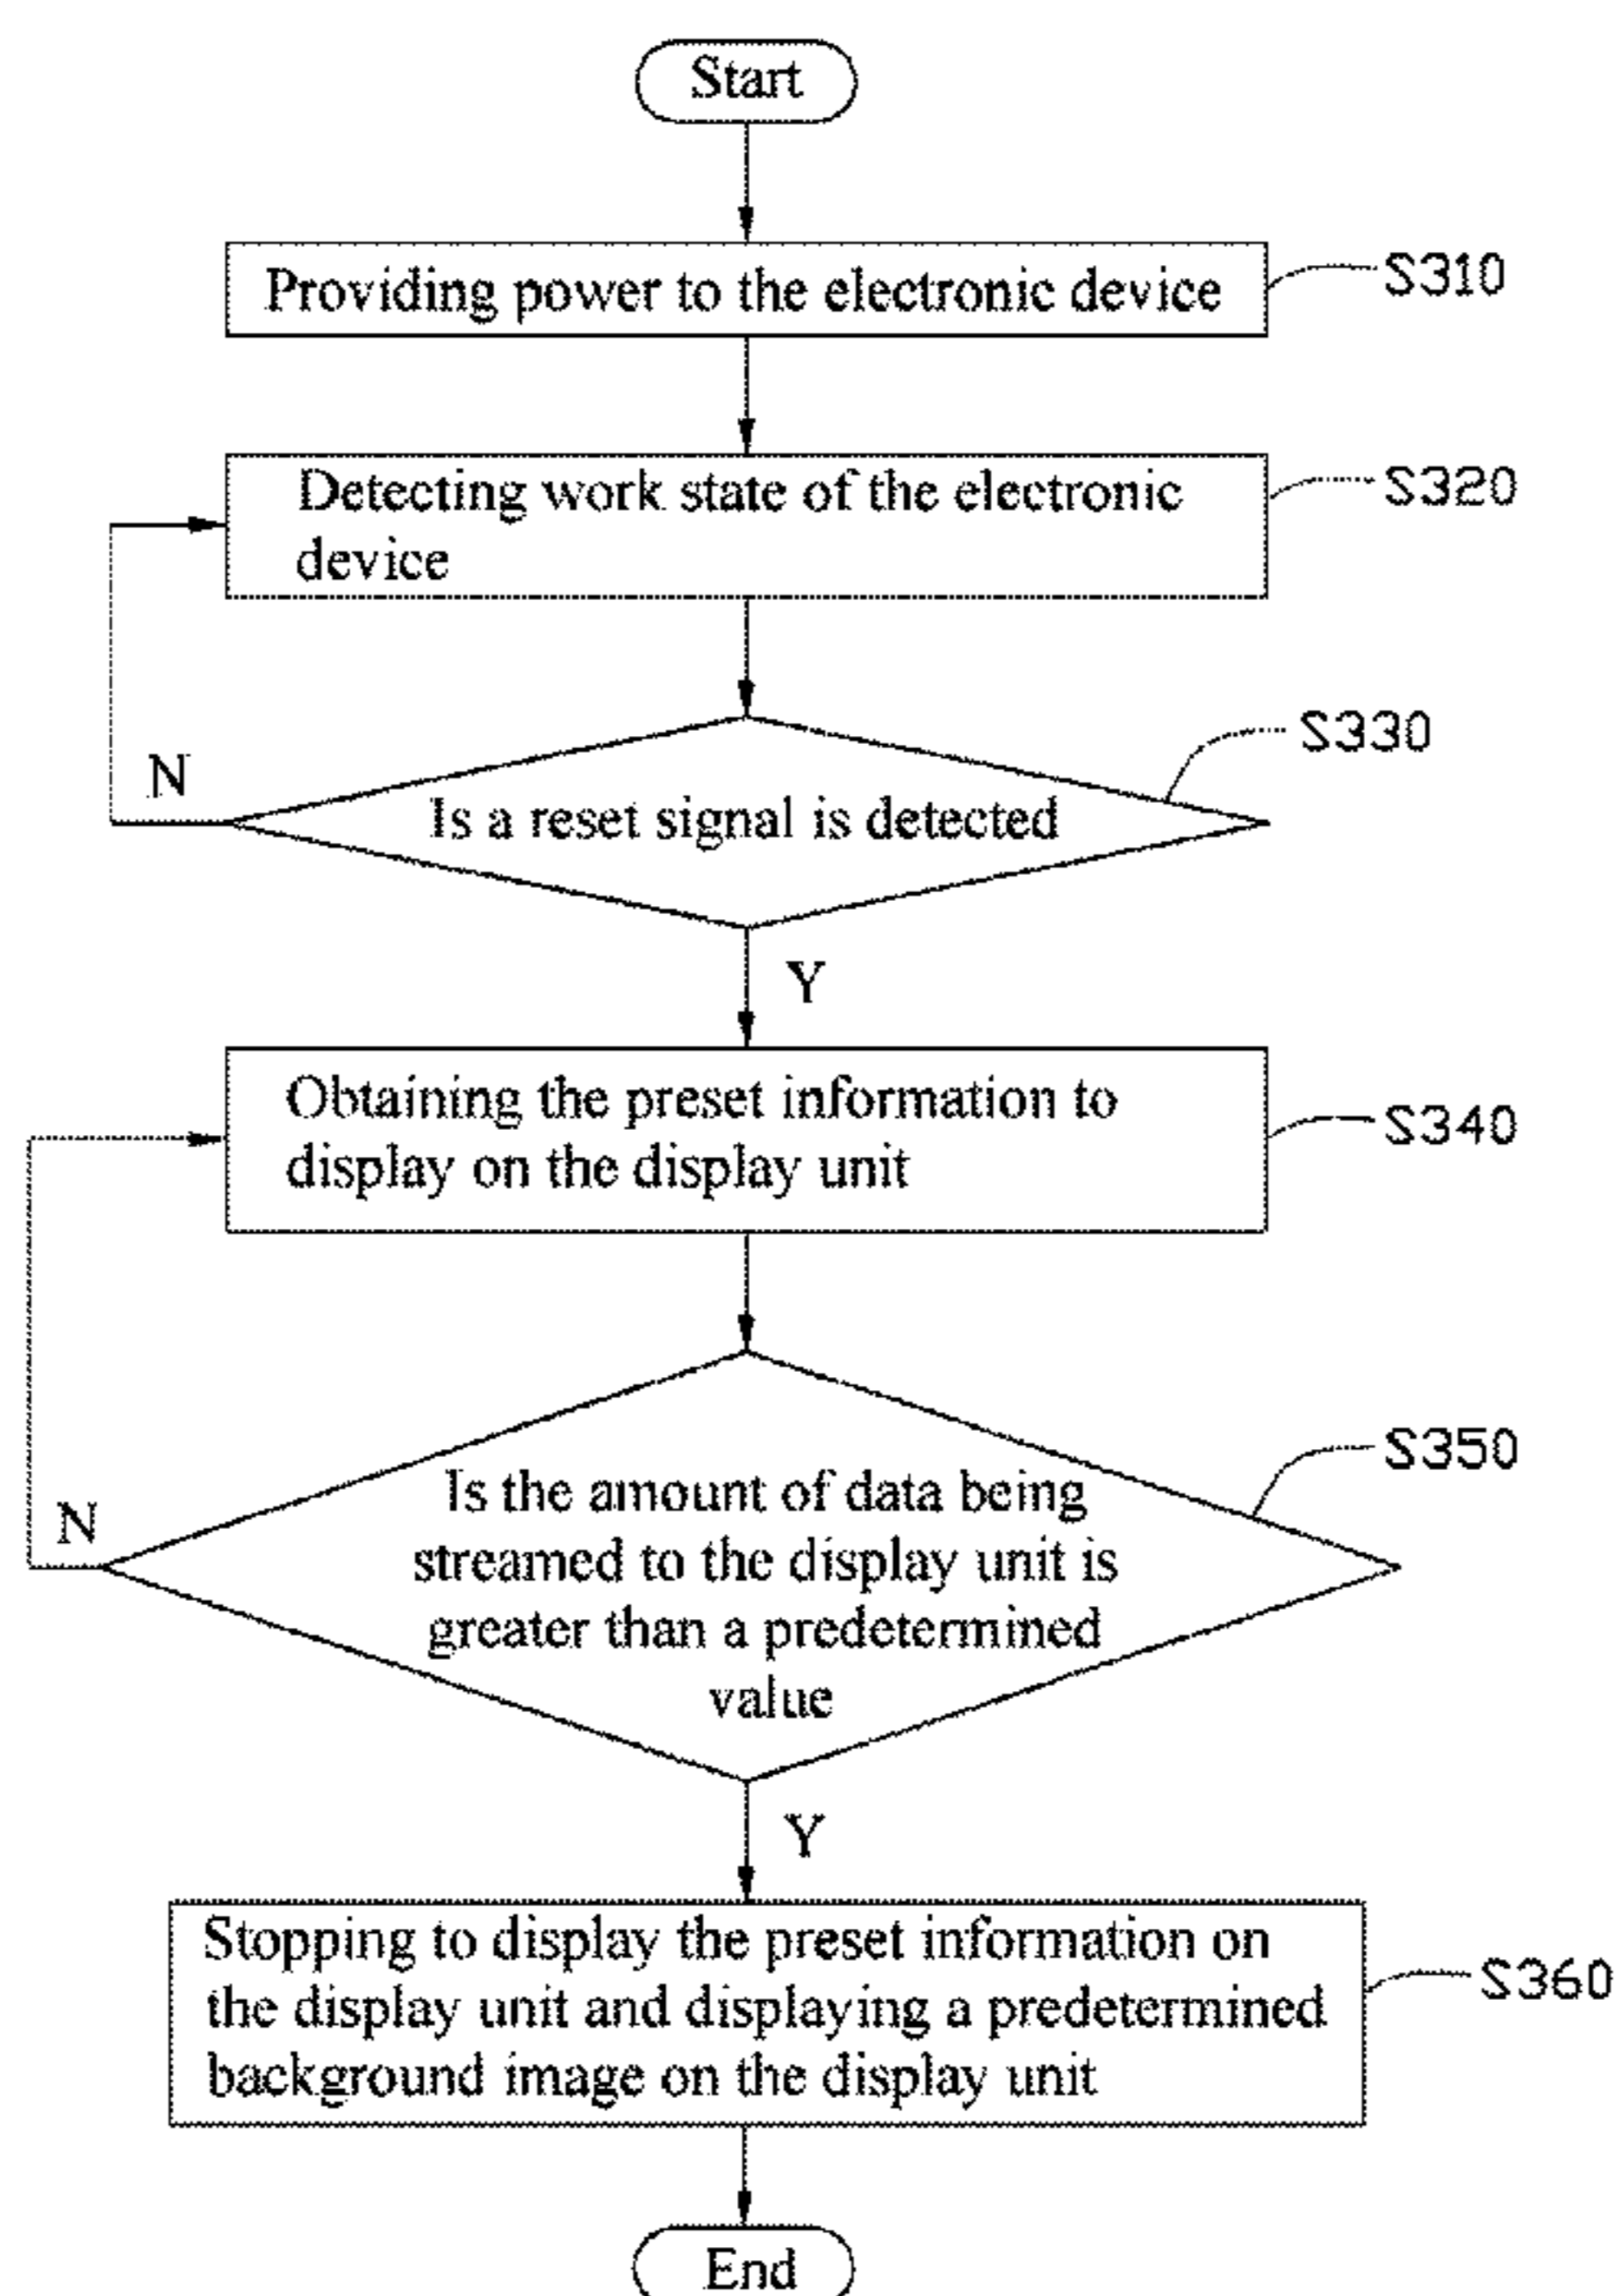 Start
Providing power to the electronic device
S310
Detecting work state of the electronic
device
S320
S330
N
Is a reset signal is detected
Y
Obtaining the preset information to
display on the display unit
S340
S350
Is the amount of data being
streamed to the display unit is
greater than a predetermined
value
N
Y
Stopping to display the preset information on
the display unit and displaying a predetermined
background image on the display unit
S360
End